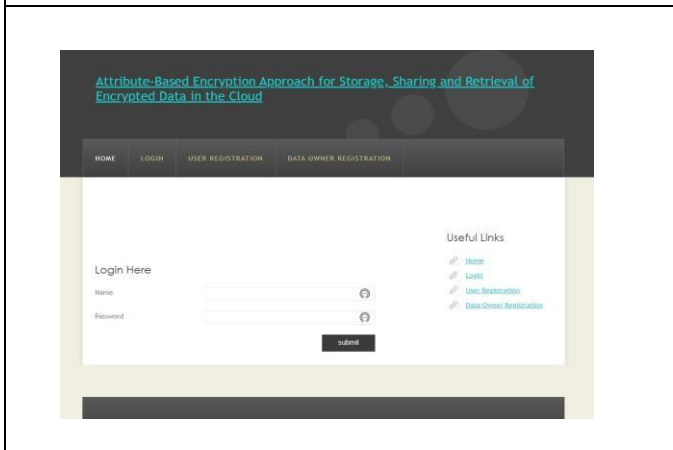 Attribute-Based Encryption Approach for Storage, Sharing and Retrieval of
Encrypted Data in the Cloud
HOME LOGIN USER REGISTRATION DATA OWNER REGISTRATION
Useful Links
Home
Login
User Registration
Data Owner Registration
Login Here
Name
Password
submit